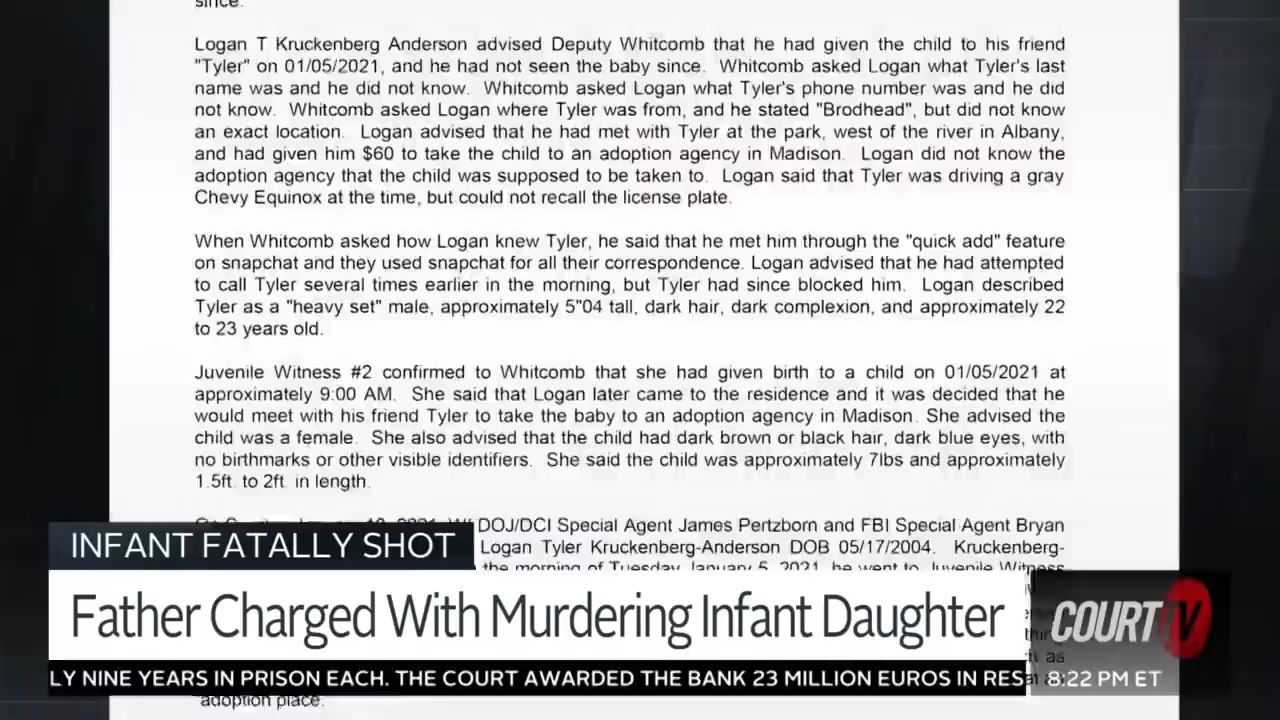 since.
Logan T Kruckenberg Anderson advised Deputy Whitcomb that he had given the child to his friend
"Tyler" on 01/05/2021, and he had not seen the baby since. Whitcomb asked Logan what Tyler's last
name was and he did not know. Whitcomb asked Logan what Tyler's phone number was and he did
not know. Whitcomb asked Logan where Tyler was from, and he stated "Brodhead", but did not know
an exact location. Logan advised that he had met with Tyler at the park, west of the river in Albany,
and had given him $60 to take the child to an adoption agency in Madison. Logan did not know the
adoption agency that the child was supposed to be taken to. Logan said that Tyler was driving a gray
Chevy Equinox at the time, but could not recall the license plate.
When Whitcomb asked how Logan knew Tyler, he said that he met him through the "quick add" feature
on snapchat and they used snapchat for all their correspondence. Logan advised that he had attempted
to call Tyler several times earlier in the morning, but Tyler had since blocked him. Logan described
Tyler as a "heavy set" male, approximately 5"04 tall, dark hair, dark complexion, and approximately 22
to 23 years old.
Juvenile Witness #2 confirmed to Whitcomb that she had given birth to a child on 01/05/2021 at
approximately 9:00 AM. She said that Logan later came to the residence and it was decided that he
would meet with his friend Tyler to take the baby to an adoption agency in Madison. She advised the
child was a female. She also advised that the child had dark brown or black hair, dark blue eyes, with
no birthmarks or other visible identifiers. She said the child was approximately 7lbs and approximately
1.5ft. to 2ft. in length.
DOJ/DCI Special Agent James Pertzborn and FBI Special Agent Bryan
Logan Tyler Kruckenberg-Anderson DOB 05/17/2004. Kruckenberg-
the morning of Tuesday January 5, 2021, he went to Juvenile Witness
INFANT FATALLY SHOT
Father Charged With Murdering Infant Daughter
COURT TV
as
LY NINE YEARS IN PRISON EACH. THE COURT AWARDED THE BANK 23 MILLION EUROS IN RES
8:22 PM ET
adoption place.